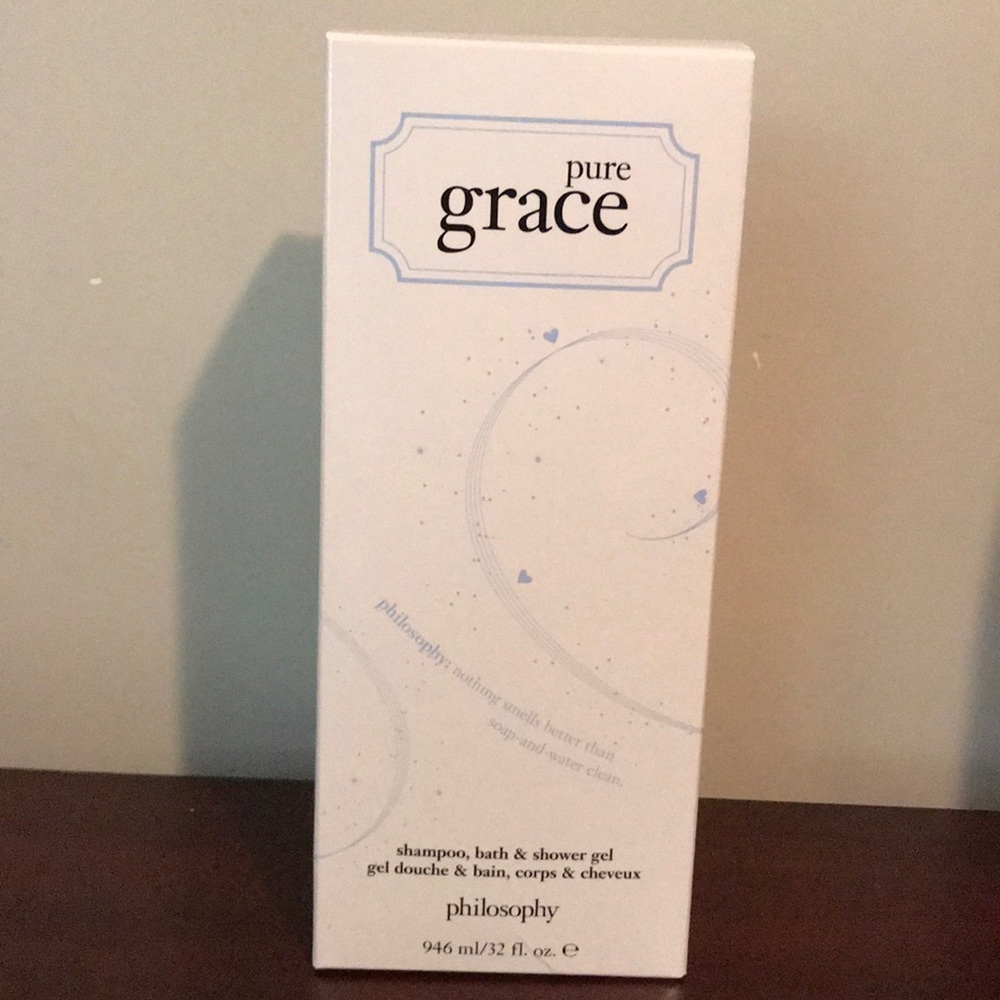 pure
grace
philosophy: nothing smells better than
soap-and-water clean.
shampoo, bath & shower gel
gel douche & bain, corps & cheveux
philosophy
946 ml/32 fl. oz. ℮